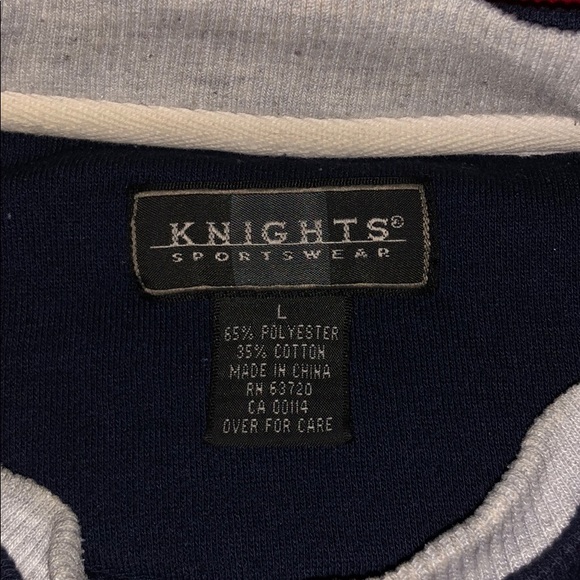 KNIGHTS®
SPORTSWEAR
L
65% POLYESTER
35% COTTON
MADE IN CHINA
RN 63720
CA 00114
OVER FOR CARE